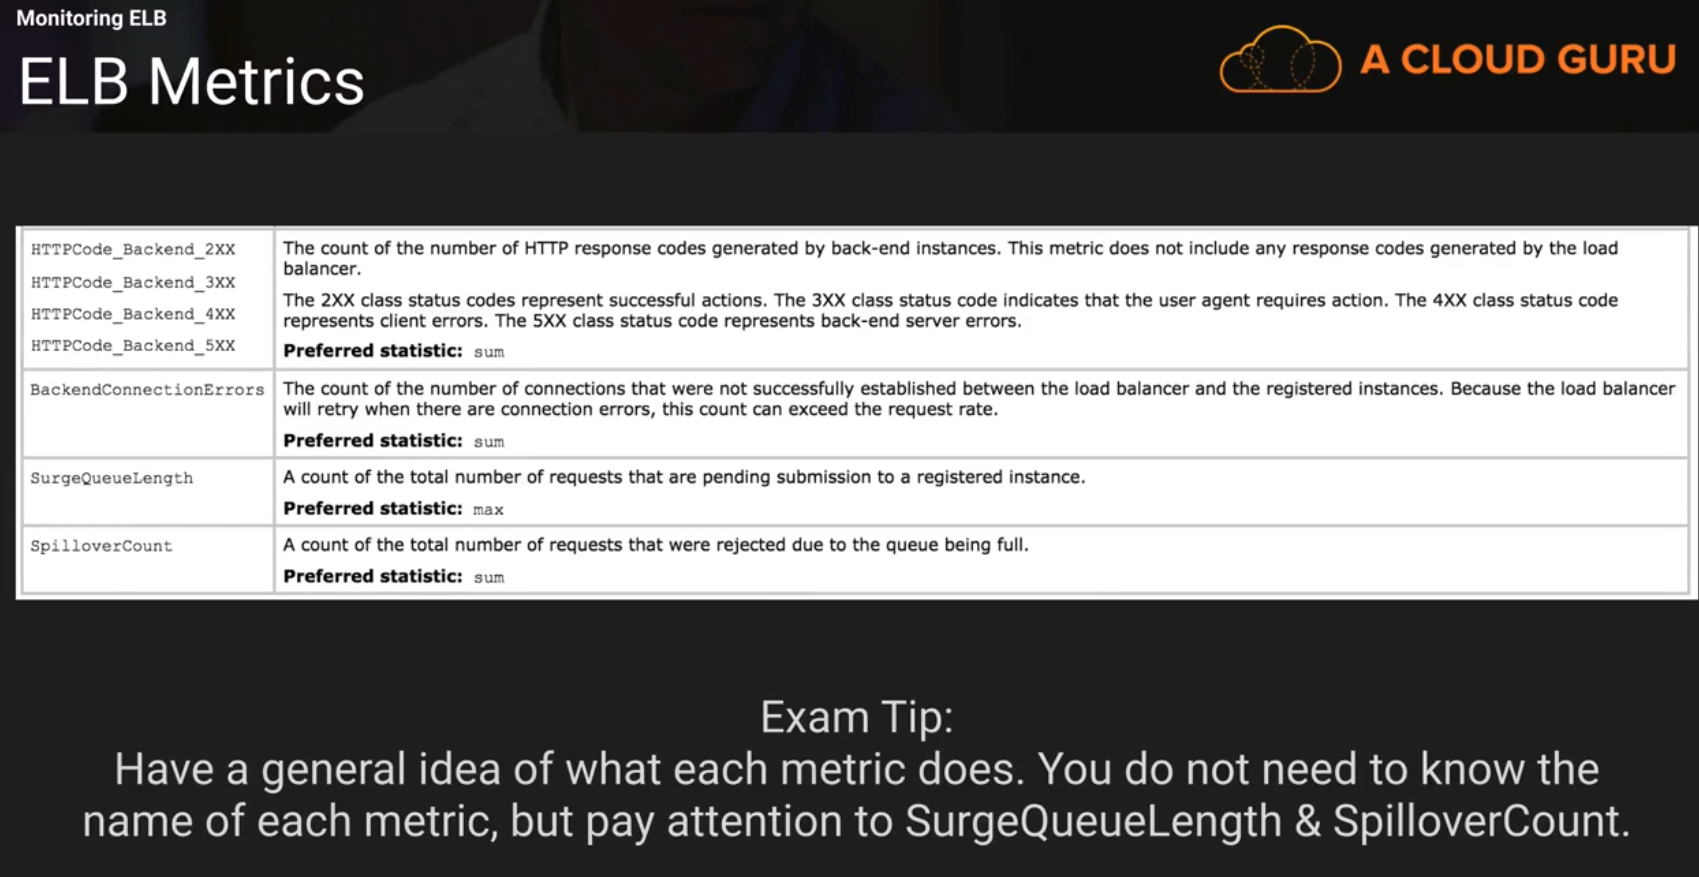 Monitoring ELB
ELB Metrics
A CLOUD GURU
HTTPCode_Backend_2XX
HTTPCode_Backend_3XX
HTTPCode_Backend_4XX
HTTPCode_Backend_5XX
The count of the number of HTTP response codes generated by back-end instances. This metric does not include any response codes generated by the load
balancer.
The 2XX class status codes represent successful actions. The 3XX class status code indicates that the user agent requires action. The 4XX class status code
represents client errors. The 5XX class status code represents back-end server errors.
Preferred statistic: sum
BackendConnectionErrors
The count of the number of connections that were not successfully established between the load balancer and the registered instances. Because the load balancer
will retry when there are connection errors, this count can exceed the request rate.
Preferred statistic: sum
SurgeQueueLength
A count of the total number of requests that are pending submission to a registered instance.
Preferred statistic: max
SpilloverCount
A count of the total number of requests that were rejected due to the queue being full.
Preferred statistic: sum
Exam Tip:
Have a general idea of what each metric does. You do not need to know the
name of each metric, but pay attention to SurgeQueueLength & SpilloverCount.